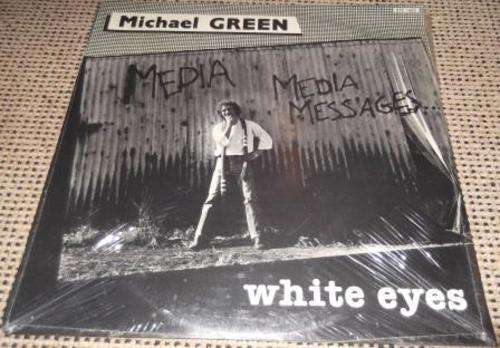 Michael GREEN
MEDIA
MEDIA
MESSAGES...
white eyes